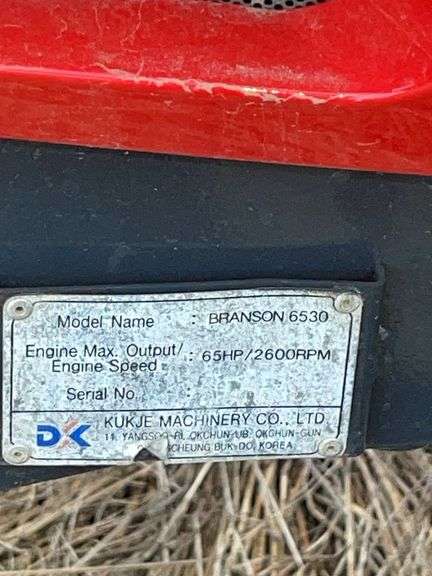 Model Name : BRANSON 6530
Engine Max. Output/ : 65HP/2600RPM
Engine Speed
Serial No. :
DK KUKJE MACHINERY CO., LTD
11, YANGSOO-RI, OKCHUN-UB, OKCHUN-GUN
CHEUNG BUK-DO, KOREA